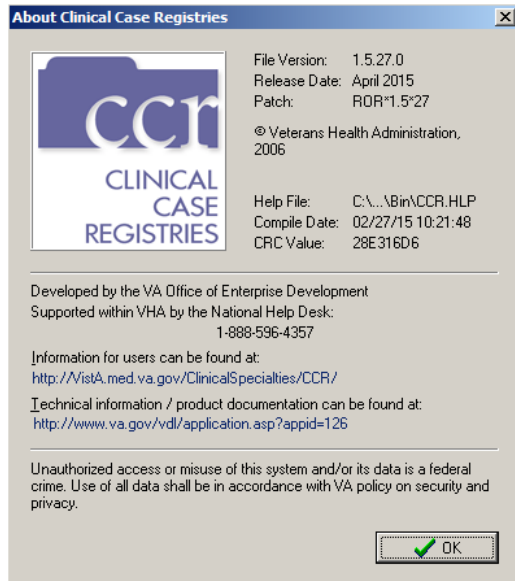 About Clinical Case Registries
ccr
CLINICAL
CASE
REGISTRIES
File Version: 1.5.27.0
Release Date: April 2015
Patch: ROR*1.5*27
© Veterans Health Administration,
2006
Help File: C:\...\Bin\CCR.HLP
Compile Date: 02/27/15 10:21:48
CRC Value: 28E316D6
Developed by the VA Office of Enterprise Development
Supported within VHA by the National Help Desk:
1-888-596-4357
Information for users can be found at:
http://VistA.med.va.gov/ClinicalSpecialties/CCR/
Technical information / product documentation can be found at:
http://www.va.gov/vdl/application.asp?appid=126
Unauthorized access or misuse of this system and/or its data is a federal
crime. Use of all data shall be in accordance with VA policy on security and
privacy.
OK